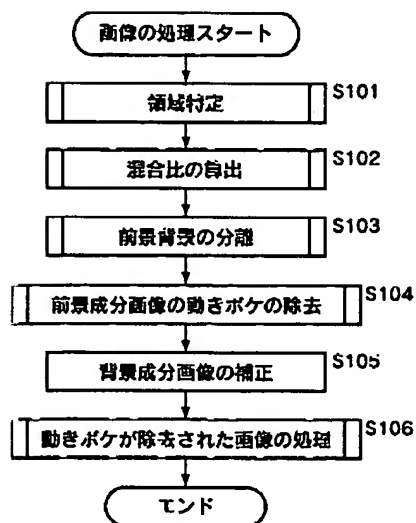 画像の処理スタート
領域特定
S101
混合比の算出
S102
前景背景の分離
S103
前景成分画像の動きボケの除去
S104
背景成分画像の補正
S105
動きボケが除去された画像の処理
S106
エンド